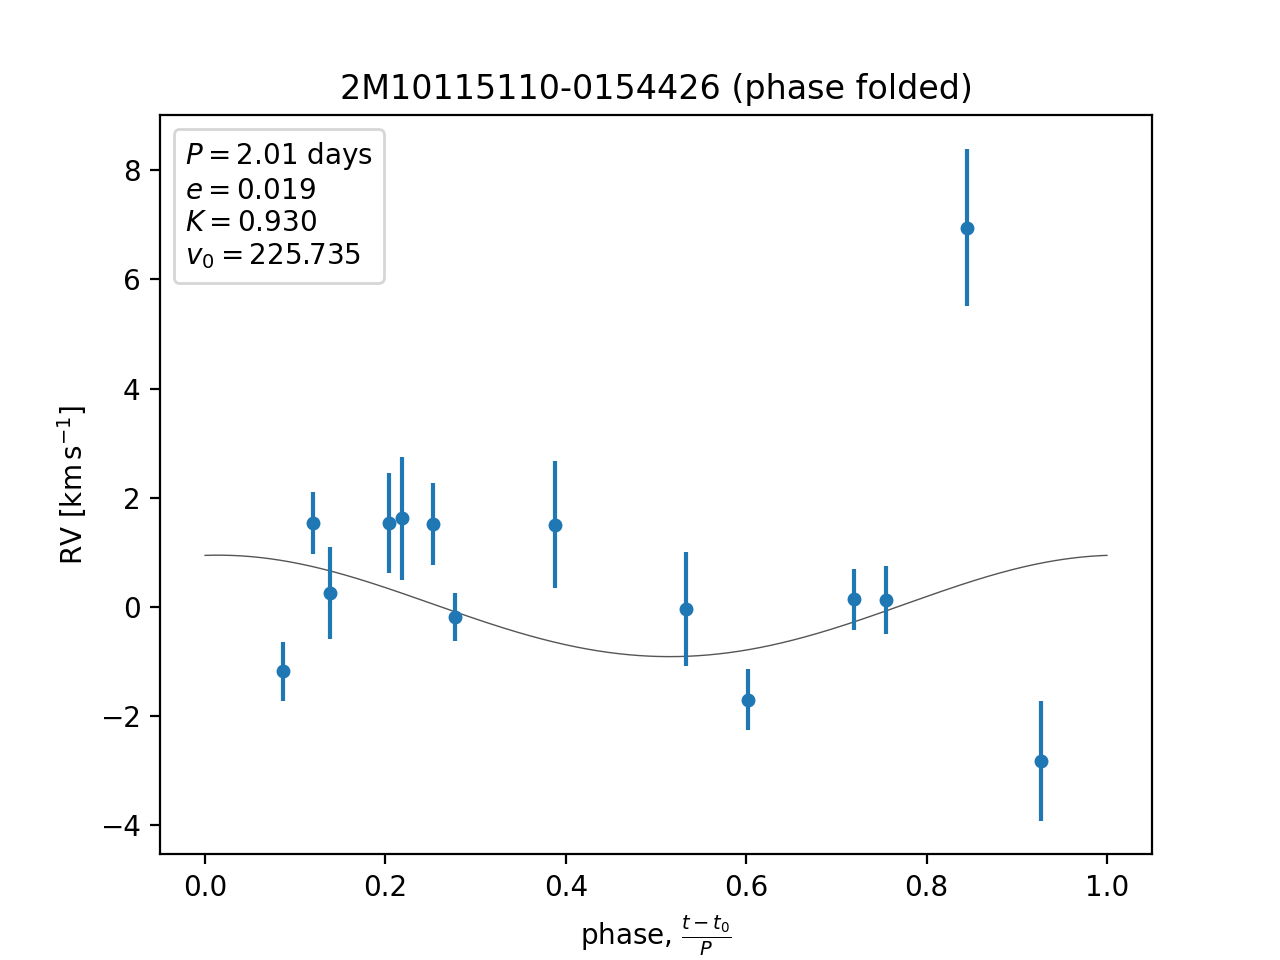 2M10115110-0154426 (phase folded)
P = 2.01 days
e = 0.019
K = 0.930
v₀ = 225.735
8
6
4
2
0
−2
−4
RV [km s⁻¹]
0.0 0.2 0.4 0.6 0.8 1.0
phase, (t − t₀)/P